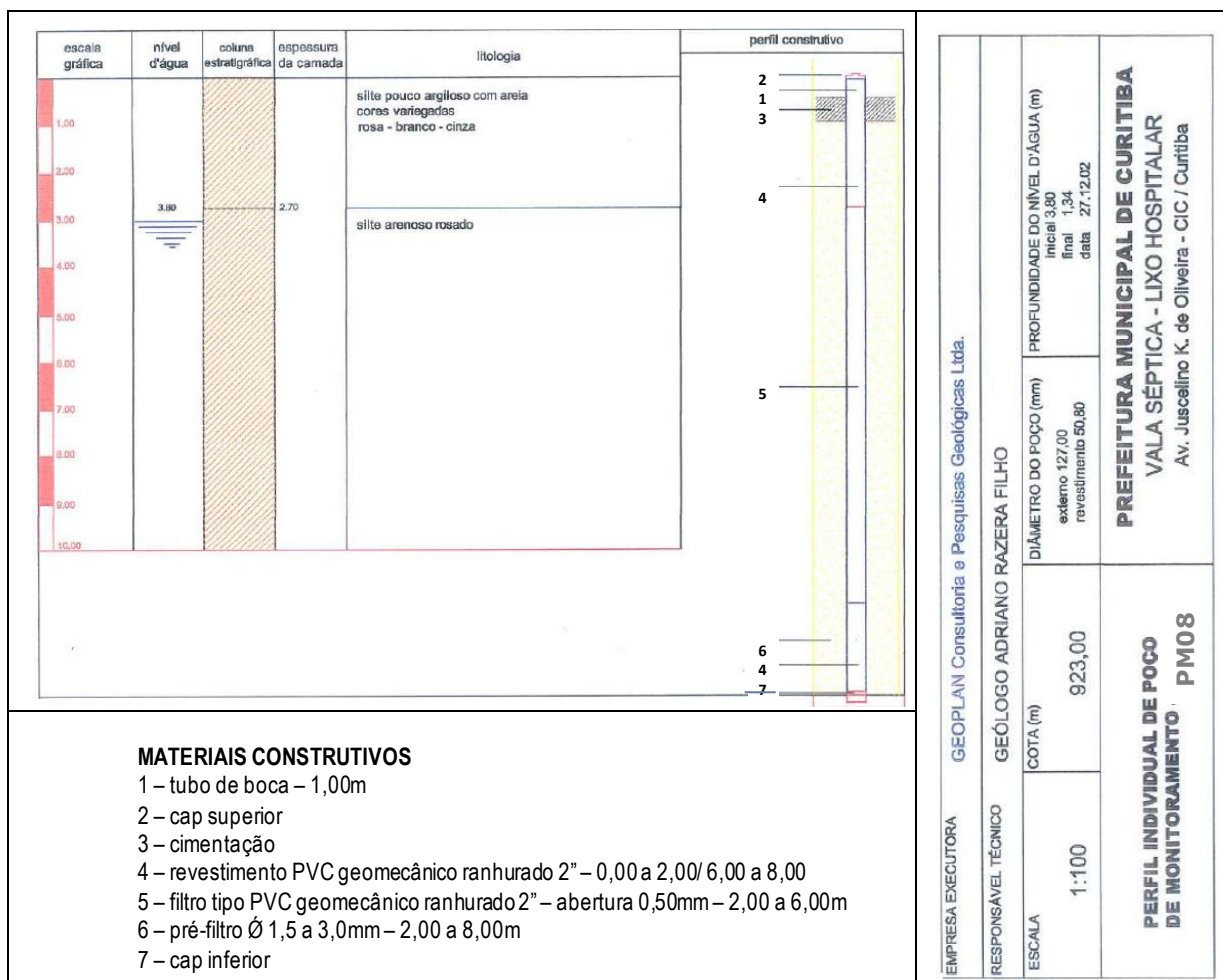 escala gráfica
nível d'água
coluna estratigráfica
espessura da camada
litologia
perfil construtivo
1,00
2.00
3.00
4.00
5.00
6.00
7.00
8.00
9.00
10.00
3.80
2.70
silte pouco argiloso com areia
cores variegadas
rosa - branco - cinza
silte arenoso rosado
2
1
3
4
5
6
4
7
MATERIAIS CONSTRUTIVOS
1 – tubo de boca – 1,00m
2 – cap superior
3 – cimentação
4 – revestimento PVC geomecânico ranhurado 2” – 0,00 a 2,00/ 6,00 a 8,00
5 – filtro tipo PVC geomecânico ranhurado 2” – abertura 0,50mm – 2,00 a 6,00m
6 – pré-filtro Ø 1,5 a 3,0mm – 2,00 a 8,00m
7 – cap inferior
EMPRESA EXECUTORA
GEOPLAN Consultoria e Pesquisas Geológicas Ltda.
RESPONSÁVEL TÉCNICO
GEÓLOGO ADRIANO RAZERA FILHO
ESCALA
1:100
COTA (m)
923,00
DIÂMETRO DO POÇO (mm)
externo 127,00
revestimento 50,80
PROFUNDIDADE DO NÍVEL D'ÁGUA (m)
inicial 3,80
final 1,34
data 27.12.02
PERFIL INDIVIDUAL DE POÇO
DE MONITORAMENTO PM08
PREFEITURA MUNICIPAL DE CURITIBA
VALA SÉPTICA - LIXO HOSPITALAR
Av. Juscelino K. de Oliveira - CIC / Curitiba